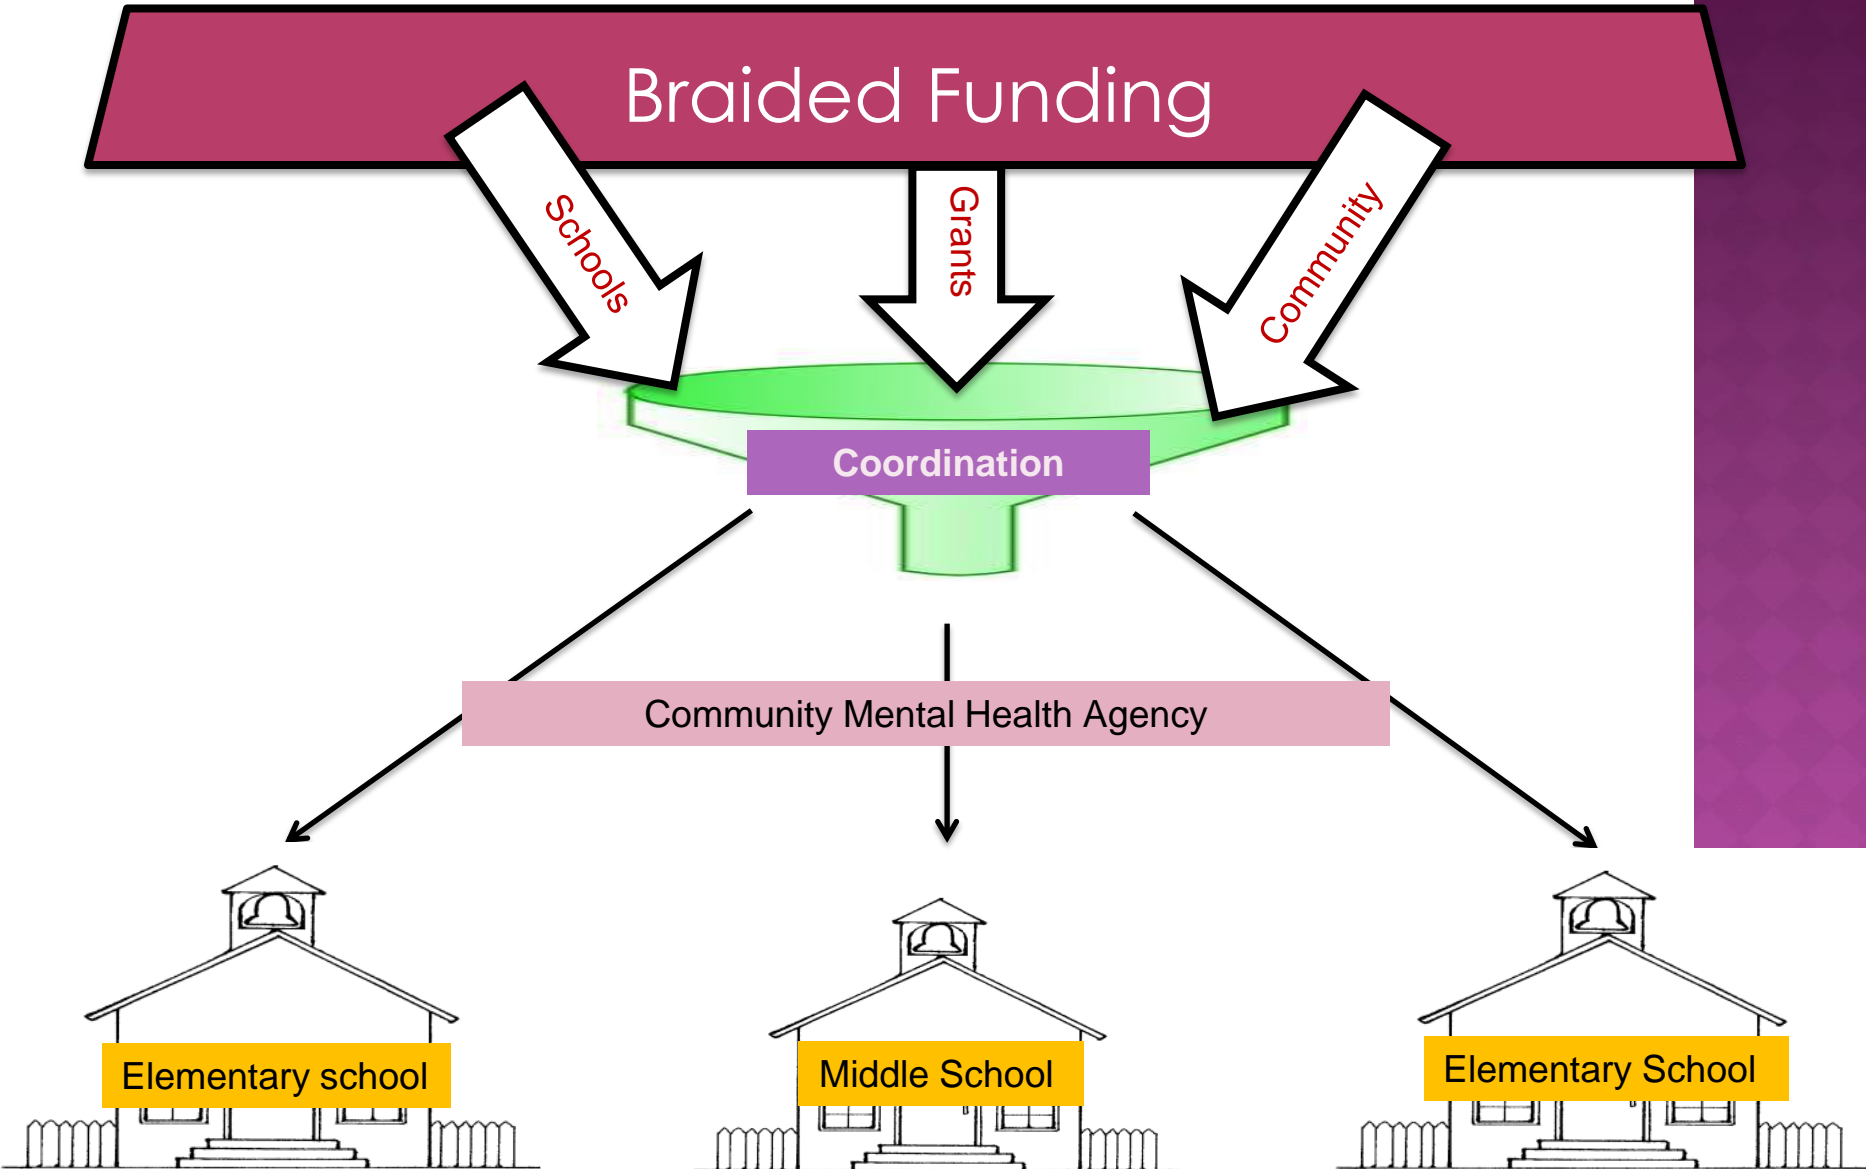 Braided Funding
Schools
Grants
Community
Coordination
Community Mental Health Agency
Elementary school
Middle School
Elementary School